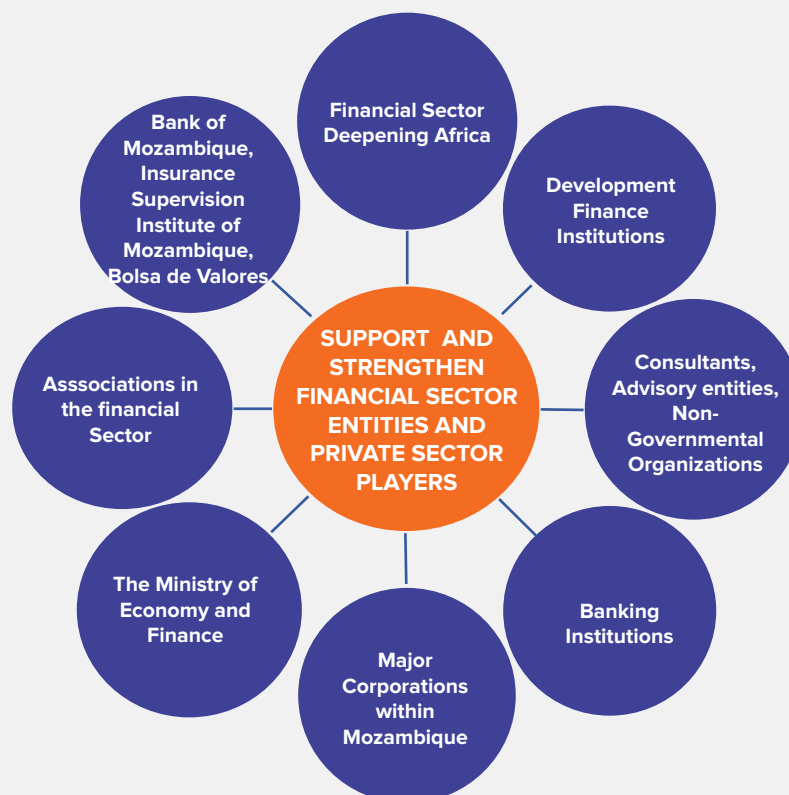 Financial Sector
Deepening Africa
Development
Finance
Institutions
Consultants,
Advisory entities,
Non-
Governmental
Organizations
Banking
Institutions
Major
Corporations
within
Mozambique
The Ministry of
Economy and
Finance
Asssociations in
the financial
Sector
Bank of
Mozambique,
Insurance
Supervision
Institute of
Mozambique,
Bolsa de Valores
SUPPORT AND
STRENGTHEN
FINANCIAL SECTOR
ENTITIES AND
PRIVATE SECTOR
PLAYERS